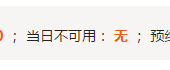 ； 当日不可用： 无 ； 预